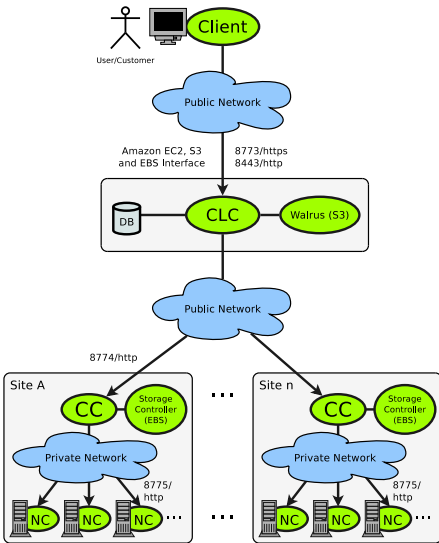 Client
User/Customer
Public Network
Amazon EC2, S3
and EBS Interface
8773/https
8443/http
DB
CLC
Walrus (S3)
Public Network
8774/http
Site A
CC
Storage
Controller
(EBS)
Private Network
8775/
http
NC
NC
NC
...
...
...
Site n
CC
Storage
Controller
(EBS)
Private Network
8775/
http
NC
NC
NC
...